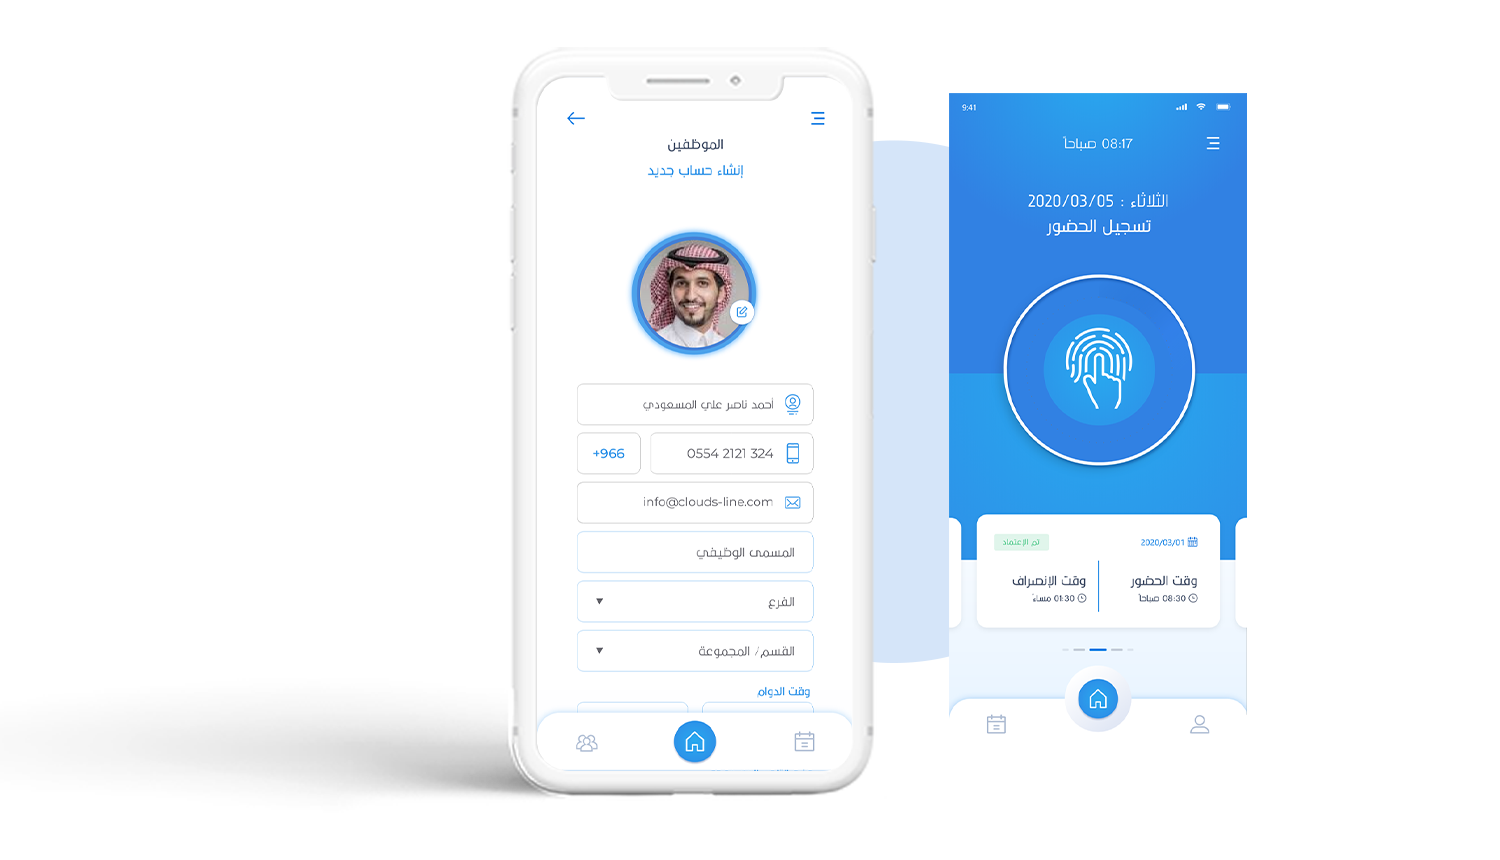 الموظفين
إنشاء حساب جديد
أحمد ناصر علي المسعودي
0554 2121 324
+966
info@clouds-line.com
المسمى الوظيفي
الفرع
القسم/ المجموعة
وقت الدوام
9:41
08:17 صباحاً
الثلاثاء : 2020/03/05
تسجيل الحضور
2020/03/01
تم الإعتماد
وقت الحضور
08:30 صباحاً
وقت الإنصراف
01:30 مساءً